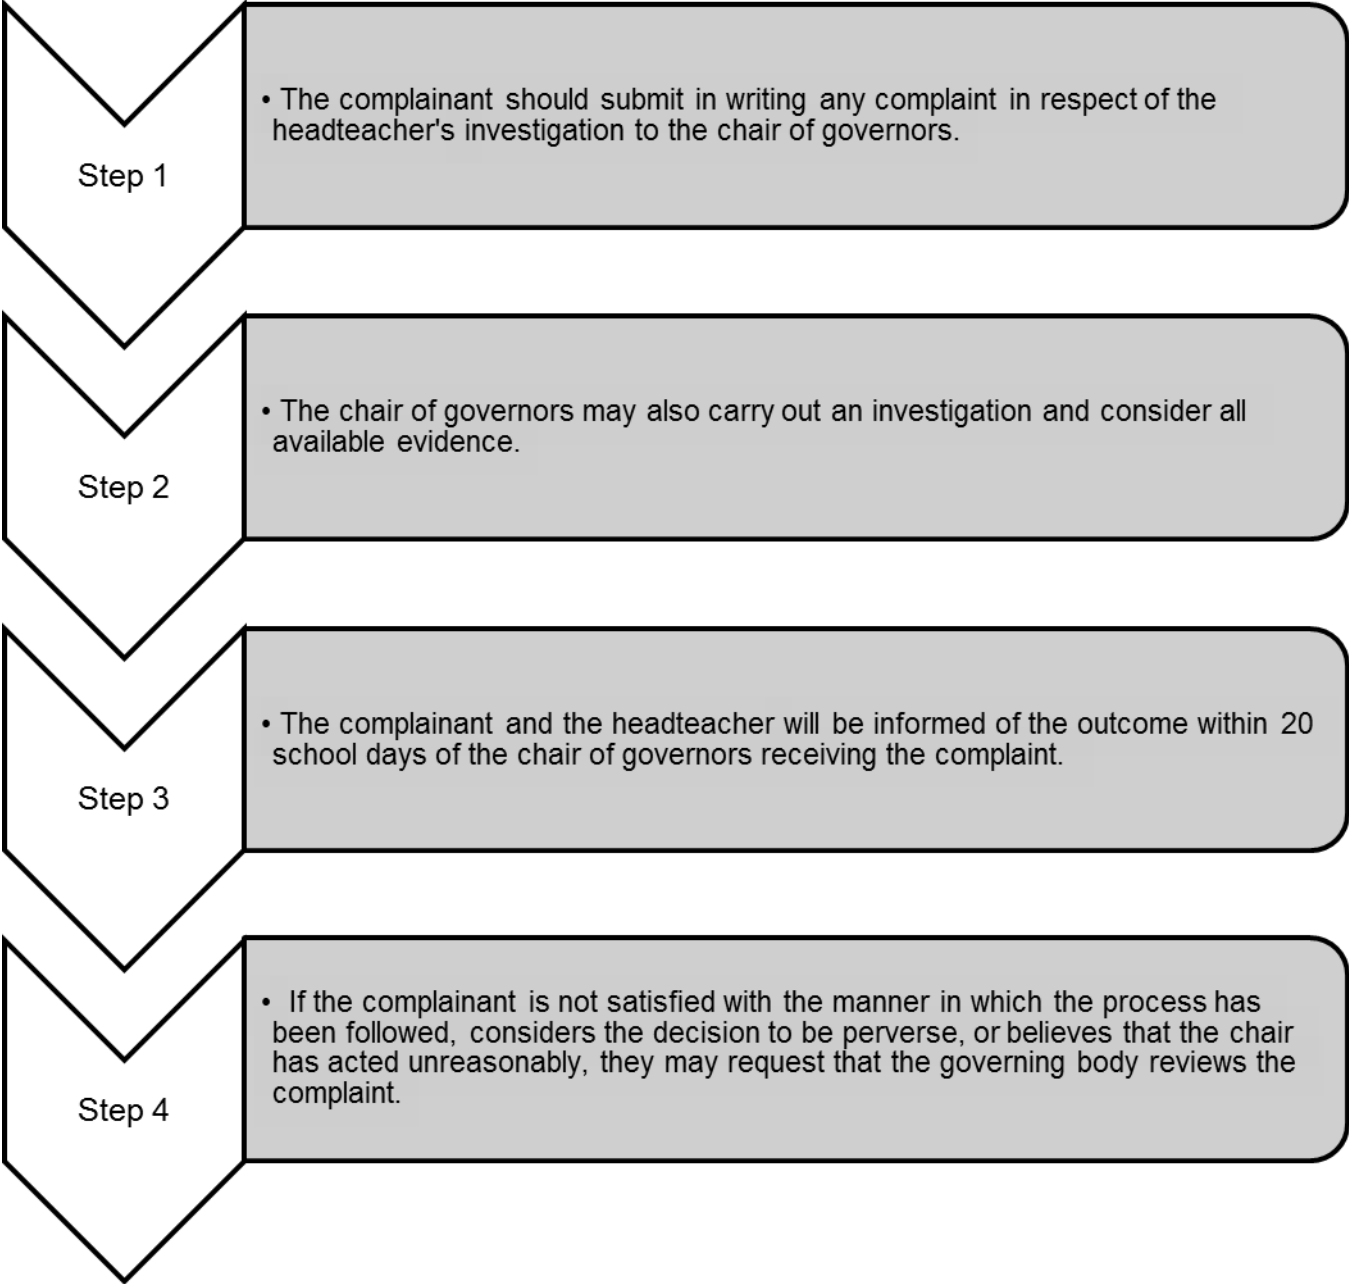 Step 1
• The complainant should submit in writing any complaint in respect of the
headteacher's investigation to the chair of governors.
Step 2
• The chair of governors may also carry out an investigation and consider all
available evidence.
Step 3
• The complainant and the headteacher will be informed of the outcome within 20
school days of the chair of governors receiving the complaint.
Step 4
• If the complainant is not satisfied with the manner in which the process has
been followed, considers the decision to be perverse, or believes that the chair
has acted unreasonably, they may request that the governing body reviews the
complaint.